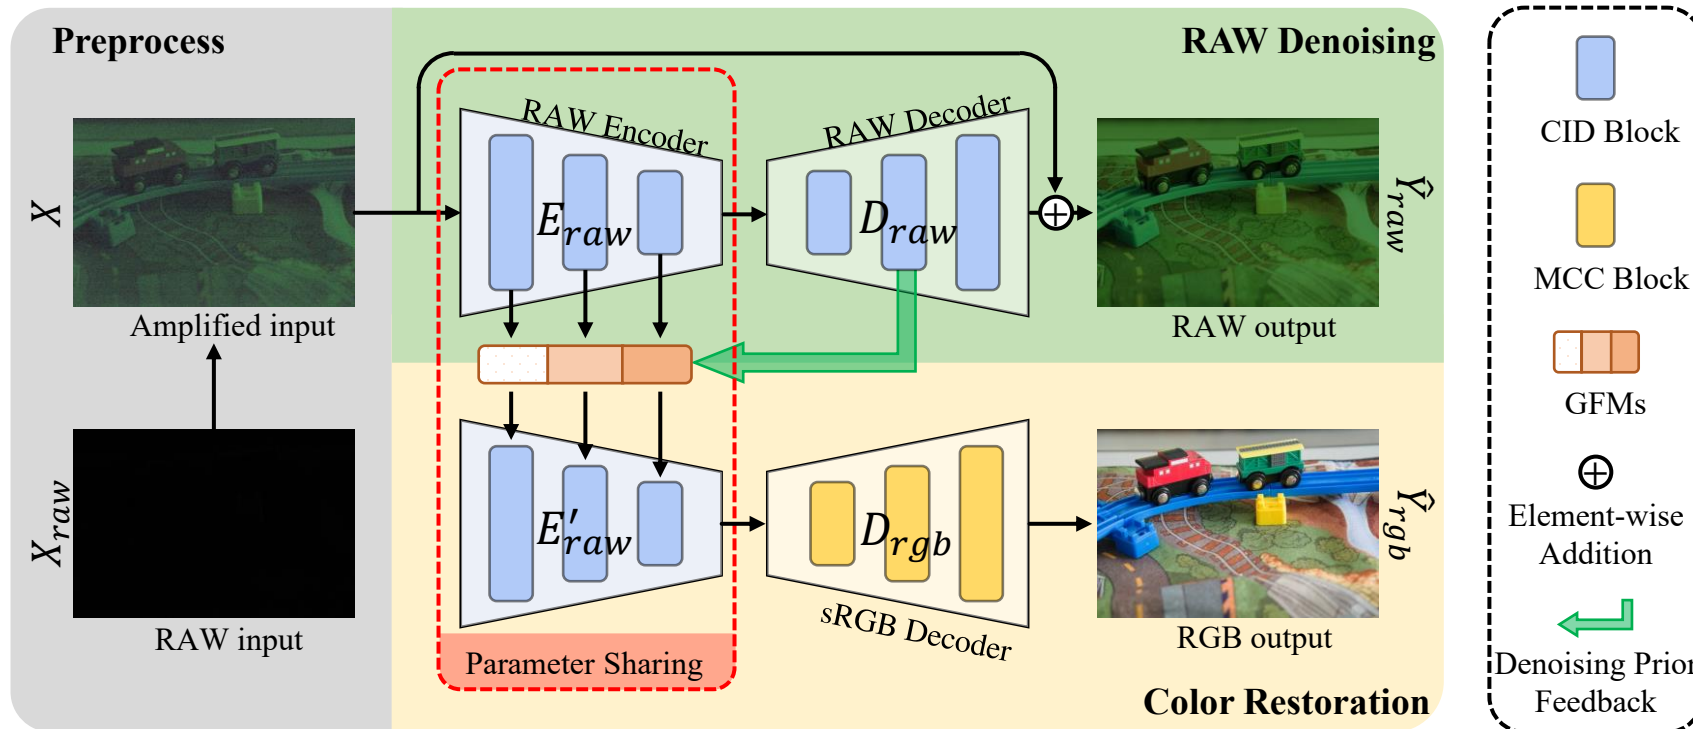 Preprocess
RAW Denoising
RAW Encoder
RAW Decoder
X
E_raw
D_raw
Ŷ_raw
Amplified input
RAW output
X_raw
E'_raw
D_rgb
Ŷ_rgb
RAW input
sRGB Decoder
RGB output
Parameter Sharing
Color Restoration
CID Block
MCC Block
GFMs
Element-wise
Addition
Denoising Prior
Feedback